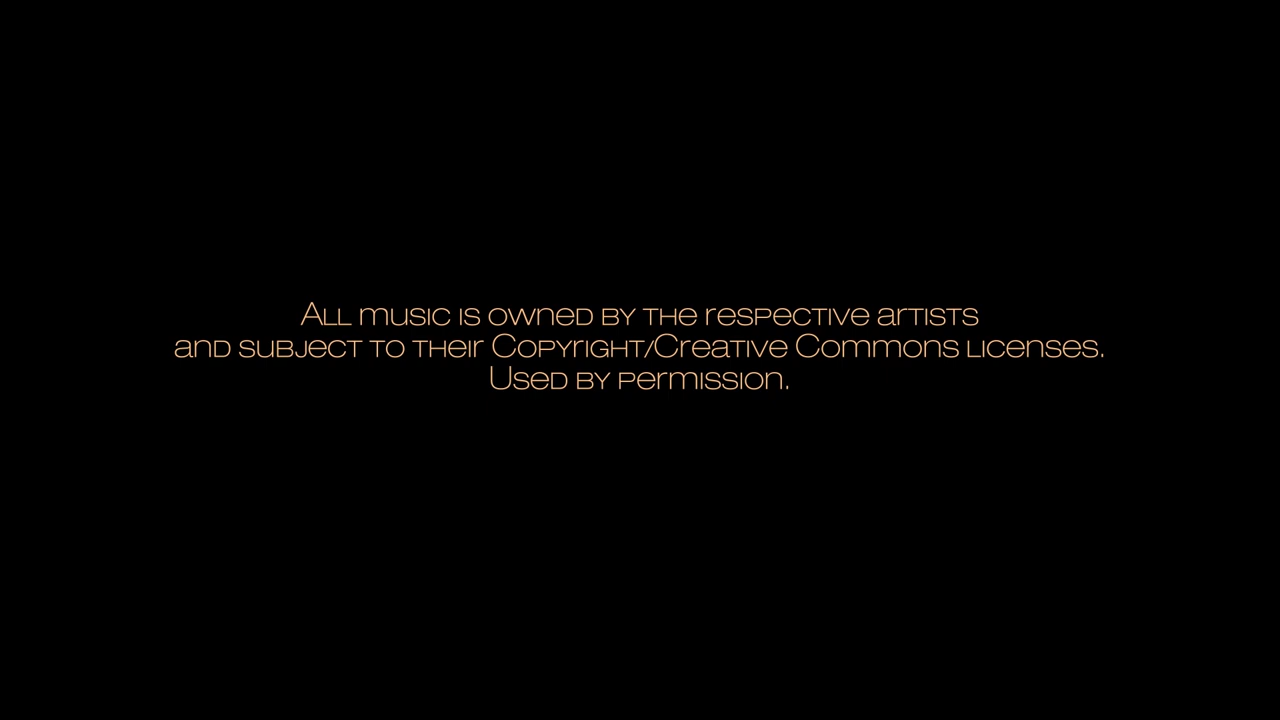 All music is owned by the respective artists
and subject to their Copyright/Creative Commons licenses.
Used by permission.